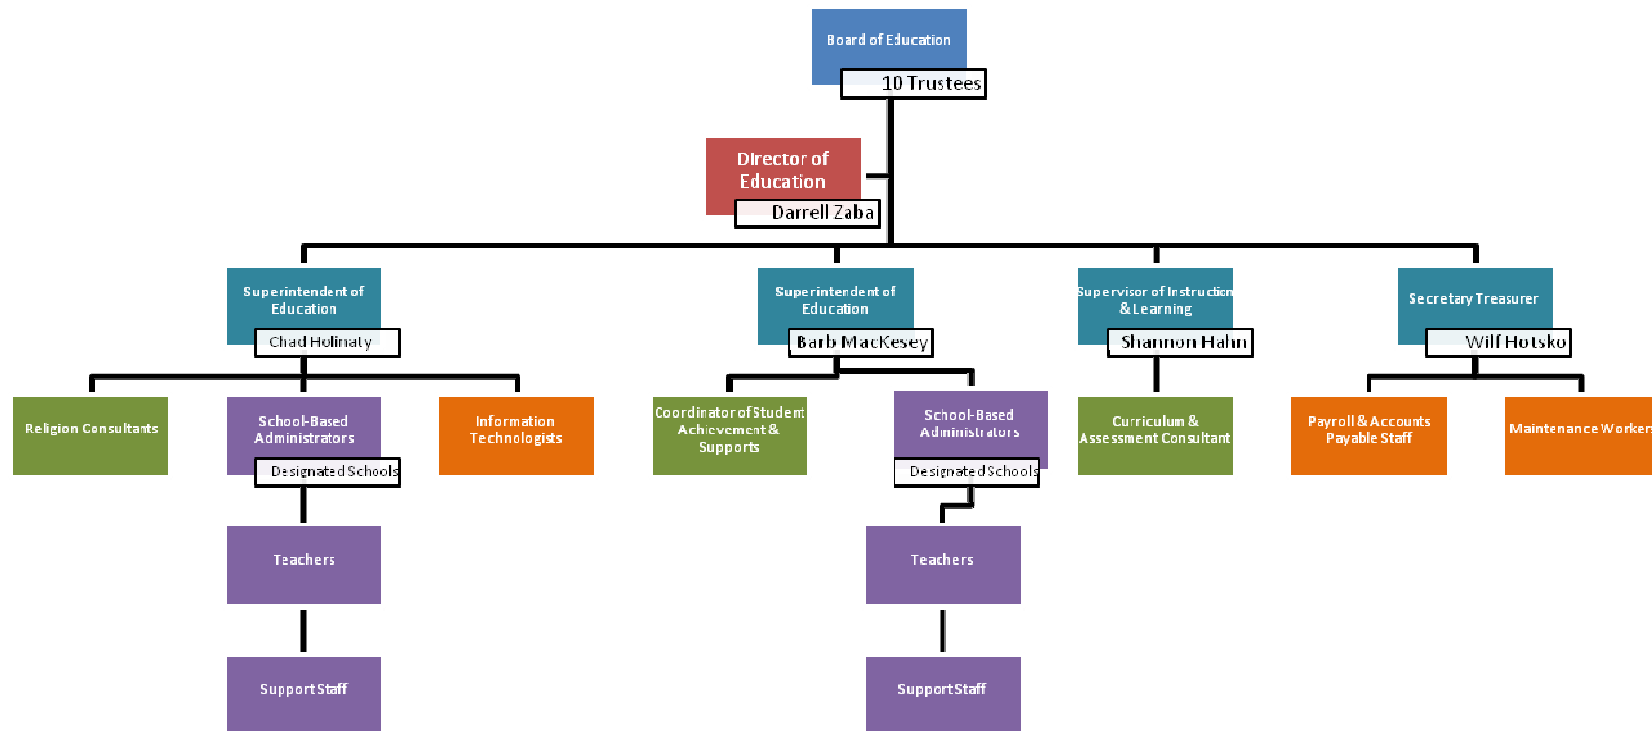 Board of Education
10 Trustees
Director of
Education
Darrell Zaba
Superintendent of
Education
Chad Holinaty
Superintendent of
Education
Barb MacKesey
Supervisor of Instruction
& Learning
Shannon Hahn
Secretary Treasurer
Wilf Hotsko
Religion Consultants
School-Based
Administrators
Designated Schools
Information
Technologists
Coordinator of Student
Achievement &
Supports
School-Based
Administrators
Designated Schools
Curriculum &
Assessment Consultant
Payroll & Accounts
Payable Staff
Maintenance Workers
Teachers
Teachers
Support Staff
Support Staff